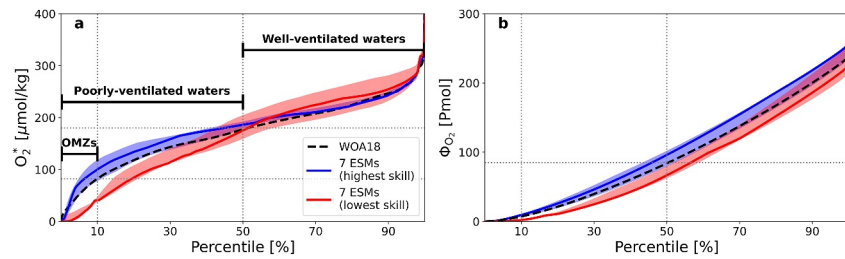 a
400
300
200
100
0
O₂* [μmol/kg]
Well-ventilated waters
Poorly-ventilated waters
OMZs
WOA18
7 ESMs
(highest skill)
7 ESMs
(lowest skill)
10 30 50 70 90
Percentile [%]
b
300
200
100
0
Φ_O₂ [Pmol]
10 30 50 70 90
Percentile [%]